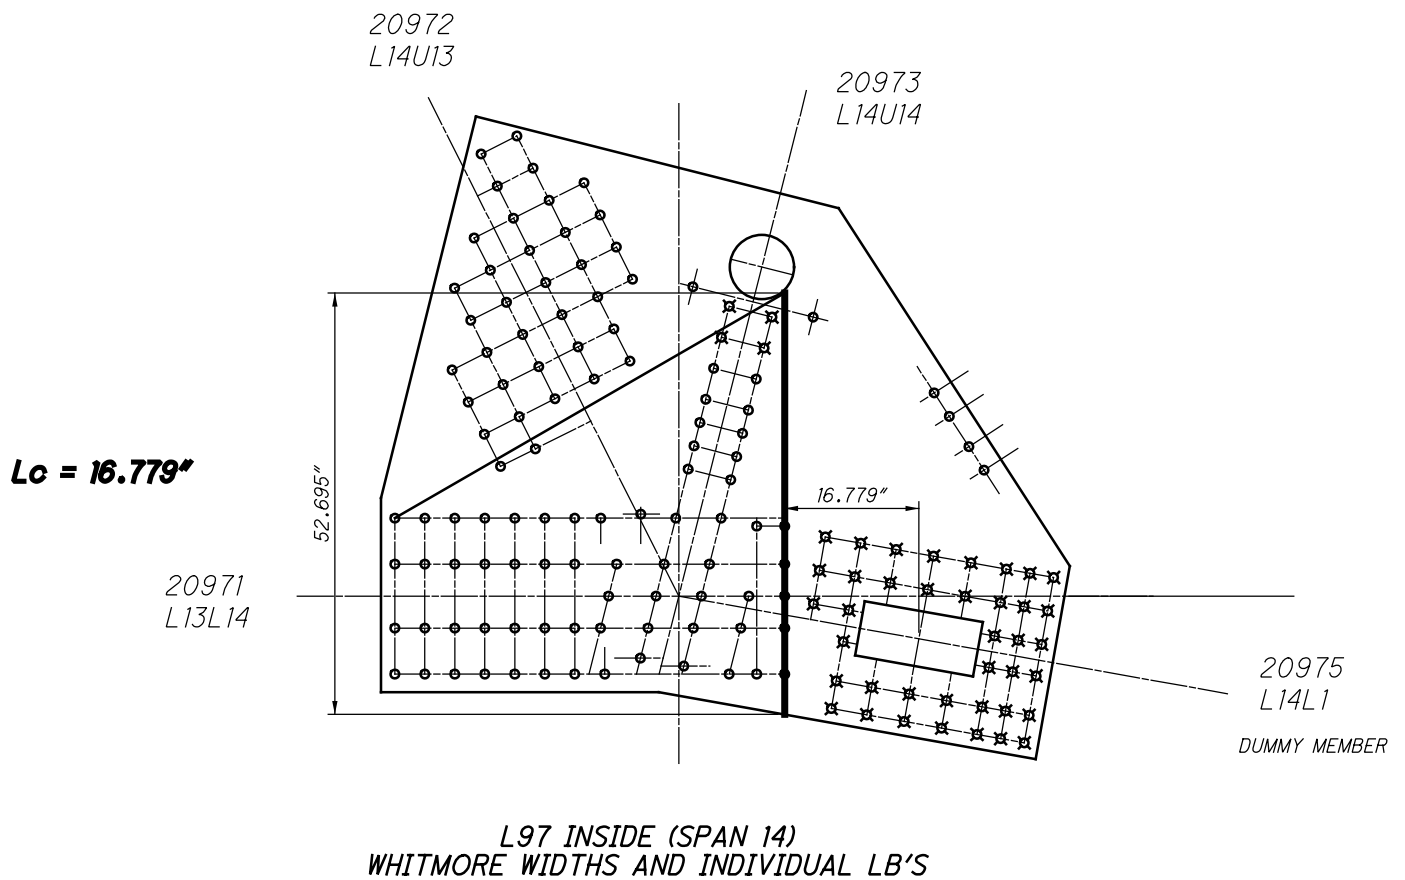 20972
L14U13
20973
L14U14
Lc = 16.779"
52.695"
16.779"
20971
L13L14
20975
L14L1
DUMMY MEMBER
L97 INSIDE (SPAN 14)
WHITMORE WIDTHS AND INDIVIDUAL LB'S